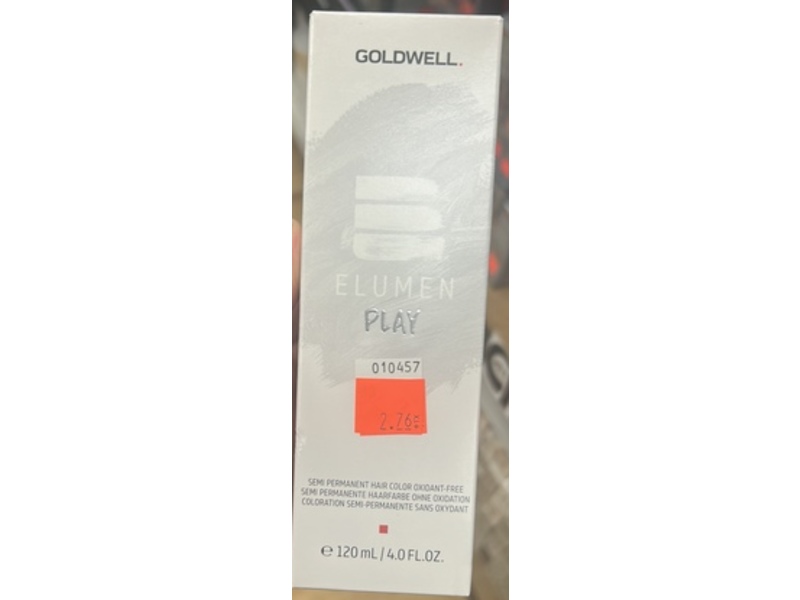 GOLDWELL.
ELUMEN
PLAY
010457
2.76
SEMI PERMANENT HAIR COLOR OXIDANT-FREE
SEMI PERMANENTE HAARFARBE OHNE OXIDATION
COLORATION SEMI-PERMANENTE SANS OXYDANT
℮ 120 mL / 4.0 FL.OZ.